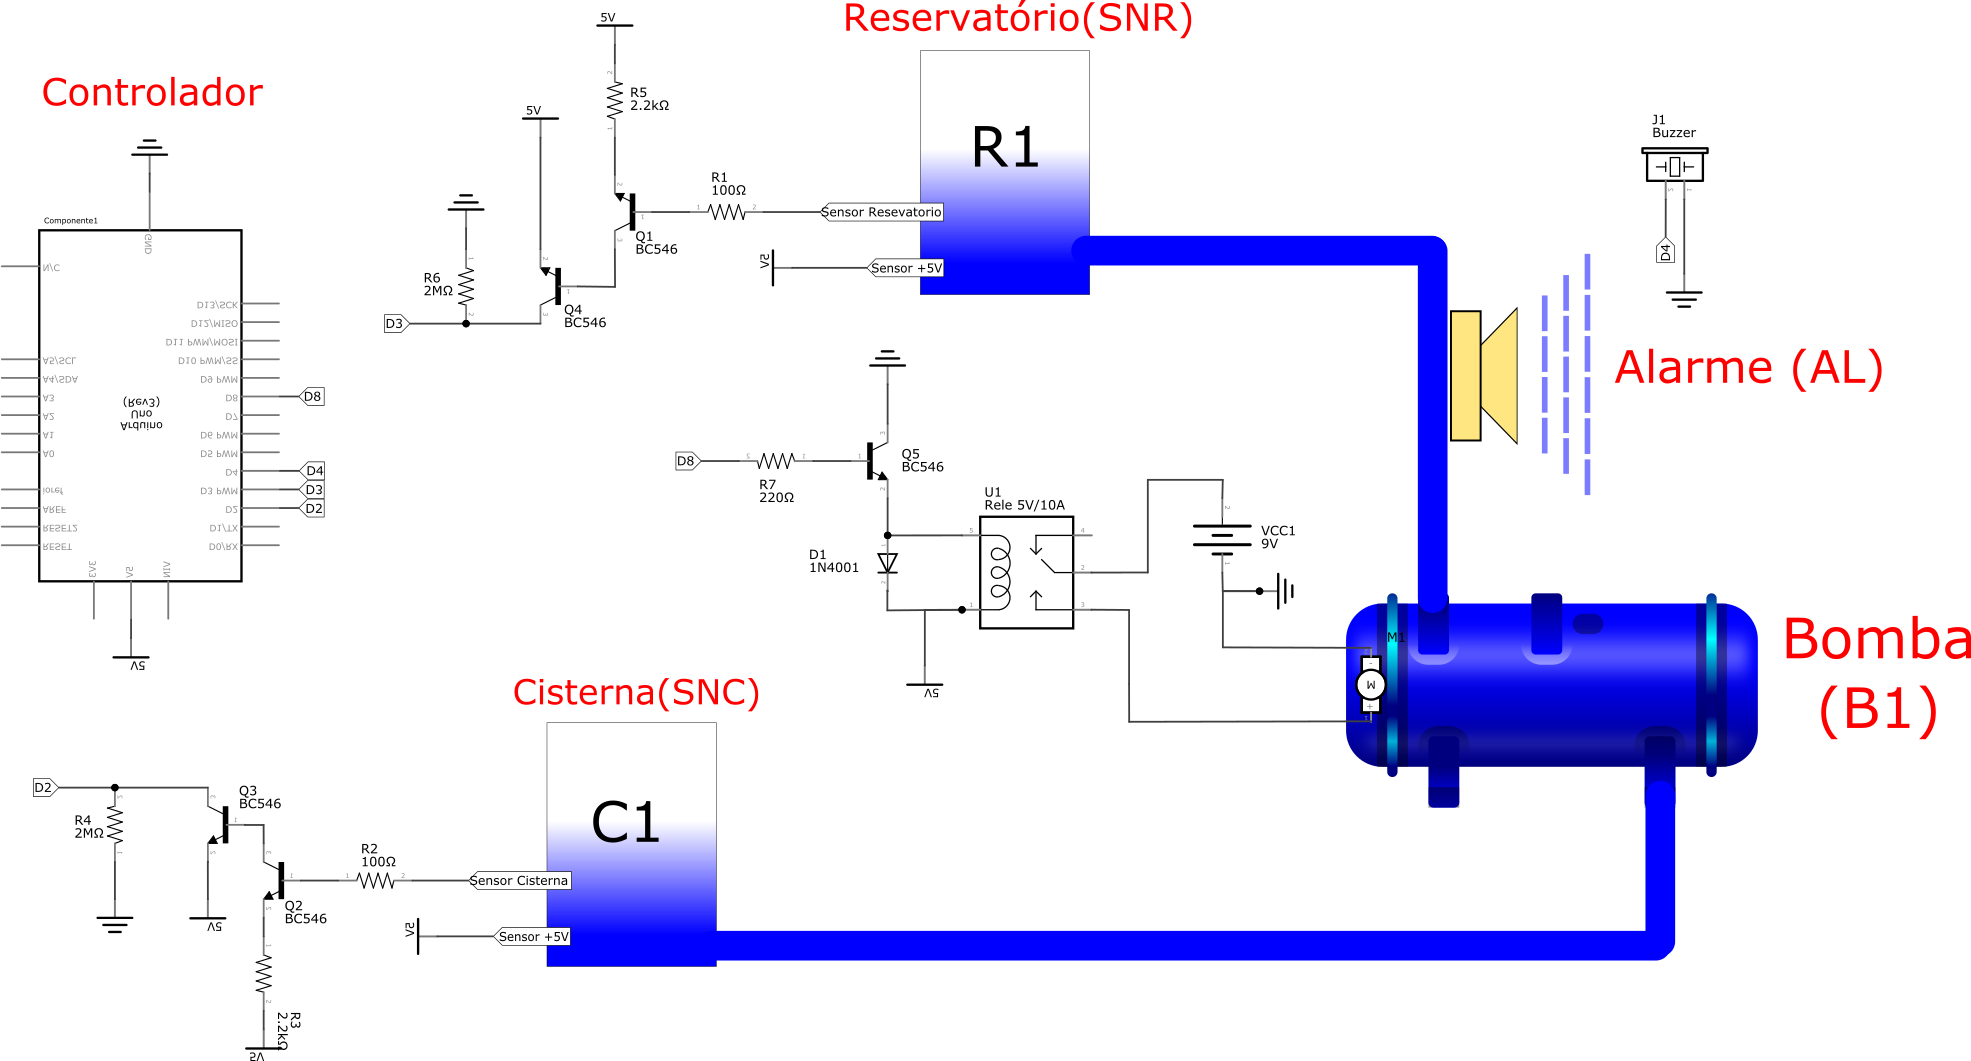 Reservatório(SNR)
Controlador
5V
R5
2.2kΩ
5V
R1
J1
Buzzer
R1
100Ω
Sensor Resevatorio
Q1
BC546
5V
Sensor +5V
D4
R6
2MΩ
Q4
BC546
D3
Componente1
GND
N/C
D13/SCK
D12/MISO
D11 PWM/MOSI
A5/SCL
D10 PWM/SS
A4/SDA
D9 PWM
A3
D8
D8
A2
D7
A1
D6 PWM
A0
D5 PWM
D4
D4
ioref
D3 PWM
D3
AREF
D2
D2
RESET2
D1/TX
RESET
D0/RX
Arduino
Uno
(Rev3)
3V3
5V
VIN
5V
Alarme (AL)
D8
R7
220Ω
Q5
BC546
U1
Rele 5V/10A
D1
1N4001
VCC1
9V
5V
M1
-
M
+
Bomba
(B1)
Cisterna(SNC)
C1
D2
Q3
BC546
R4
2MΩ
R2
100Ω
Sensor Cisterna
Q2
BC546
5V
5V
Sensor +5V
R3
2.2kΩ
5V